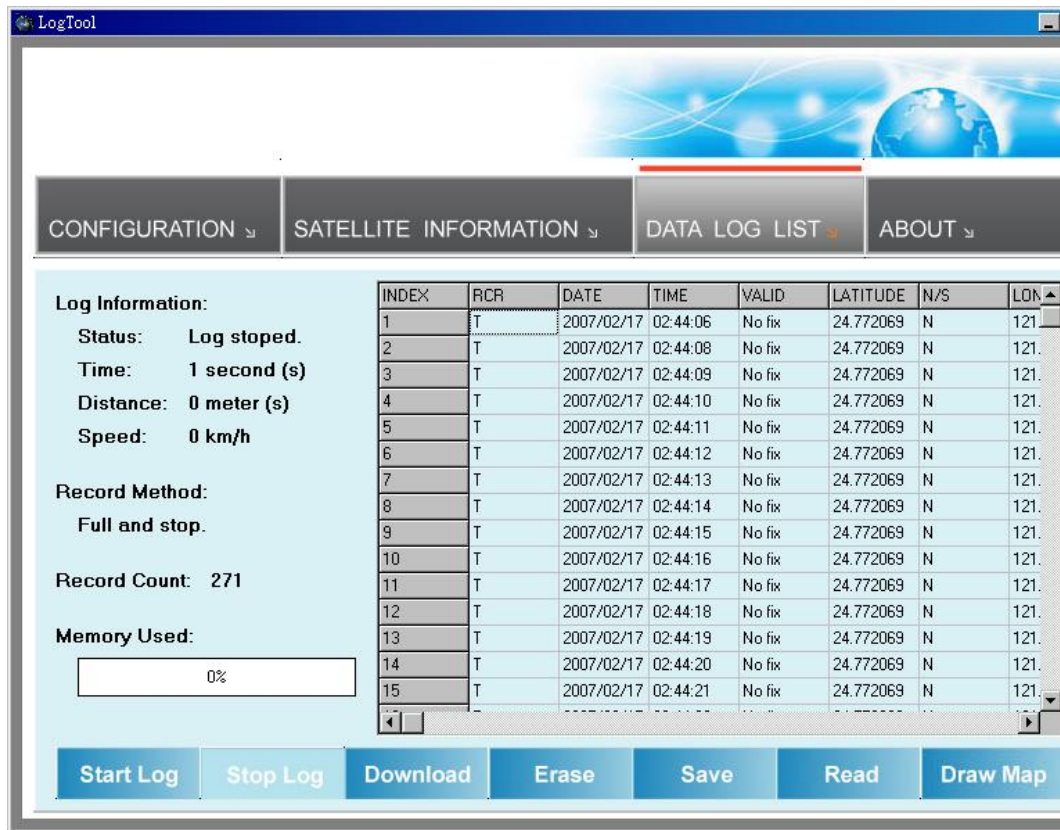 LogTool
CONFIGURATION SATELLITE INFORMATION DATA LOG LIST ABOUT
Log Information:
Status: Log stoped.
Time: 1 second (s)
Distance: 0 meter (s)
Speed: 0 km/h
Record Method:
Full and stop.
Record Count: 271
Memory Used:
0%
INDEX RCR DATE TIME VALID LATITUDE N/S LON
1 T 2007/02/17 02:44:06 No fix 24.772069 N 121.
2 T 2007/02/17 02:44:08 No fix 24.772069 N 121.
3 T 2007/02/17 02:44:09 No fix 24.772069 N 121.
4 T 2007/02/17 02:44:10 No fix 24.772069 N 121.
5 T 2007/02/17 02:44:11 No fix 24.772069 N 121.
6 T 2007/02/17 02:44:12 No fix 24.772069 N 121.
7 T 2007/02/17 02:44:13 No fix 24.772069 N 121.
8 T 2007/02/17 02:44:14 No fix 24.772069 N 121.
9 T 2007/02/17 02:44:15 No fix 24.772069 N 121.
10 T 2007/02/17 02:44:16 No fix 24.772069 N 121.
11 T 2007/02/17 02:44:17 No fix 24.772069 N 121.
12 T 2007/02/17 02:44:18 No fix 24.772069 N 121.
13 T 2007/02/17 02:44:19 No fix 24.772069 N 121.
14 T 2007/02/17 02:44:20 No fix 24.772069 N 121.
15 T 2007/02/17 02:44:21 No fix 24.772069 N 121.
Start Log Stop Log Download Erase Save Read Draw Map